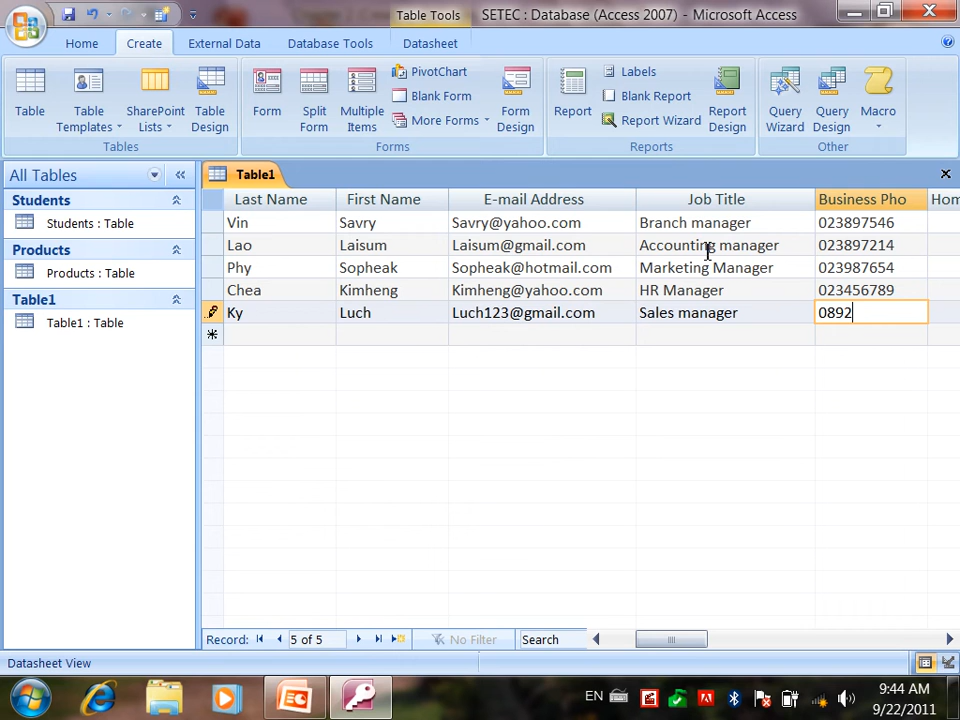 Table Tools
SETEC : Database (Access 2007) - Microsoft Access
Home
Create
External Data
Database Tools
Datasheet
Table
Table Templates
SharePoint Lists
Table Design
Tables
Form
Split Form
Multiple Items
PivotChart
Blank Form
More Forms
Form Design
Forms
Report
Labels
Blank Report
Report Wizard
Report Design
Reports
Query Wizard
Query Design
Macro
Other
All Tables
Students
Students : Table
Products
Products : Table
Table1
Table1 : Table
Table1
Last Name First Name E-mail Address Job Title Business Pho Hom
Vin Savry Savry@yahoo.com Branch manager 023897546
Lao Laisum Laisum@gmail.com Accounting manager 023897214
Phy Sopheak Sopheak@hotmail.com Marketing Manager 023987654
Chea Kimheng Kimheng@yahoo.com HR Manager 023456789
Ky Luch Luch123@gmail.com Sales manager 0892
Record: 5 of 5 No Filter Search
Datasheet View
EN
9:44 AM
9/22/2011